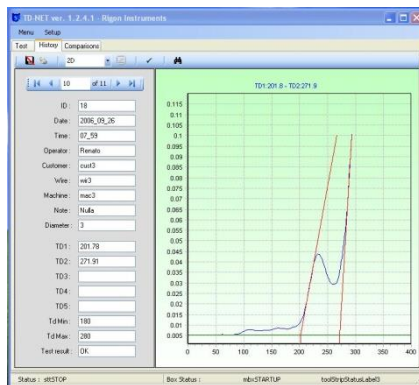 TD-NET ver. 1.2.4.1 - Rigon Instruments
Menu Setup
Test History Comparisons
2D
10 of 11
ID : 18
Date : 2006_09_26
Time : 07_59
Operator : Renato
Customer : cust3
Wire : wir3
Machine : mac3
Note : Nulla
Diameter : 3
TD1 : 201.78
TD2 : 271.91
TD3 :
TD4 :
TD5 :
Td Min : 180
Td Max : 280
Test result : OK
TD1:201.8 - TD2:271.9
0.115
0.11
0.105
0.1
0.095
0.09
0.085
0.08
0.075
0.07
0.065
0.06
0.055
0.05
0.045
0.04
0.035
0.03
0.025
0.02
0.015
0.01
0.005
0 50 100 150 200 250 300 350 400
Status : sttSTOP Box Status : mbxSTARTUP toolStripStatusLabel3